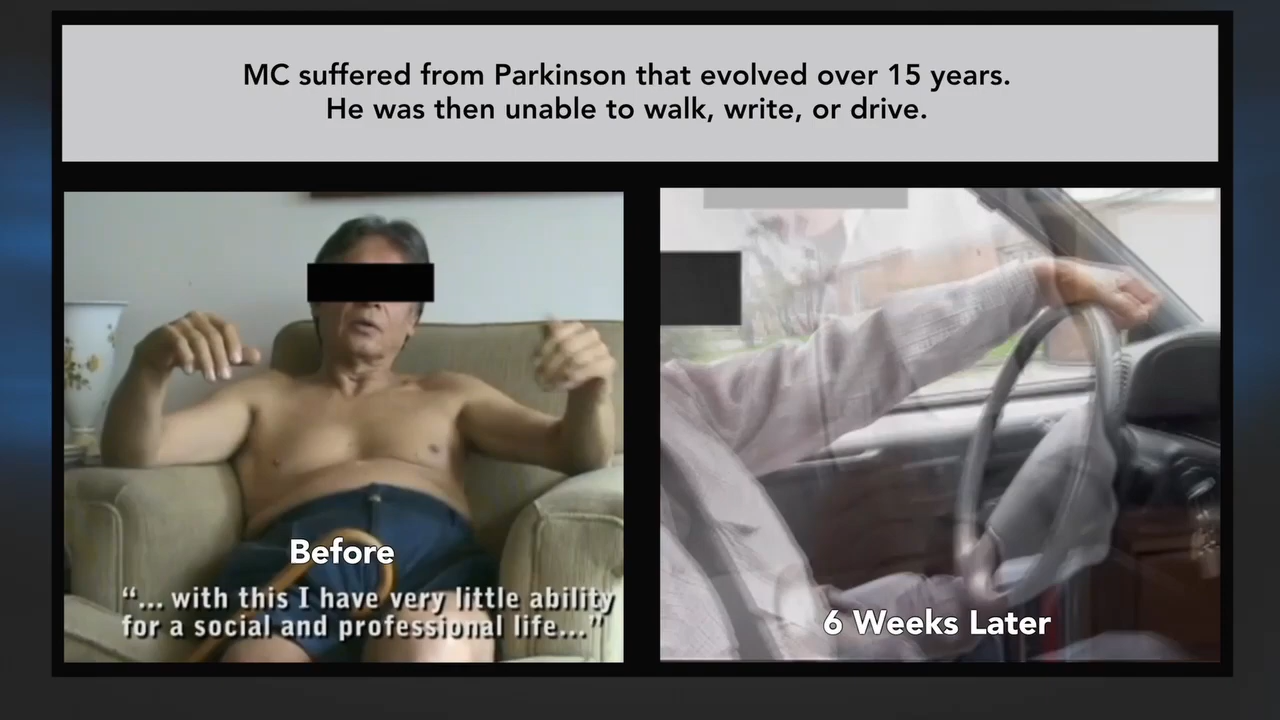 MC suffered from Parkinson that evolved over 15 years.
He was then unable to walk, write, or drive.
Before
“... with this I have very little ability
for a social and professional life...”
6 Weeks Later